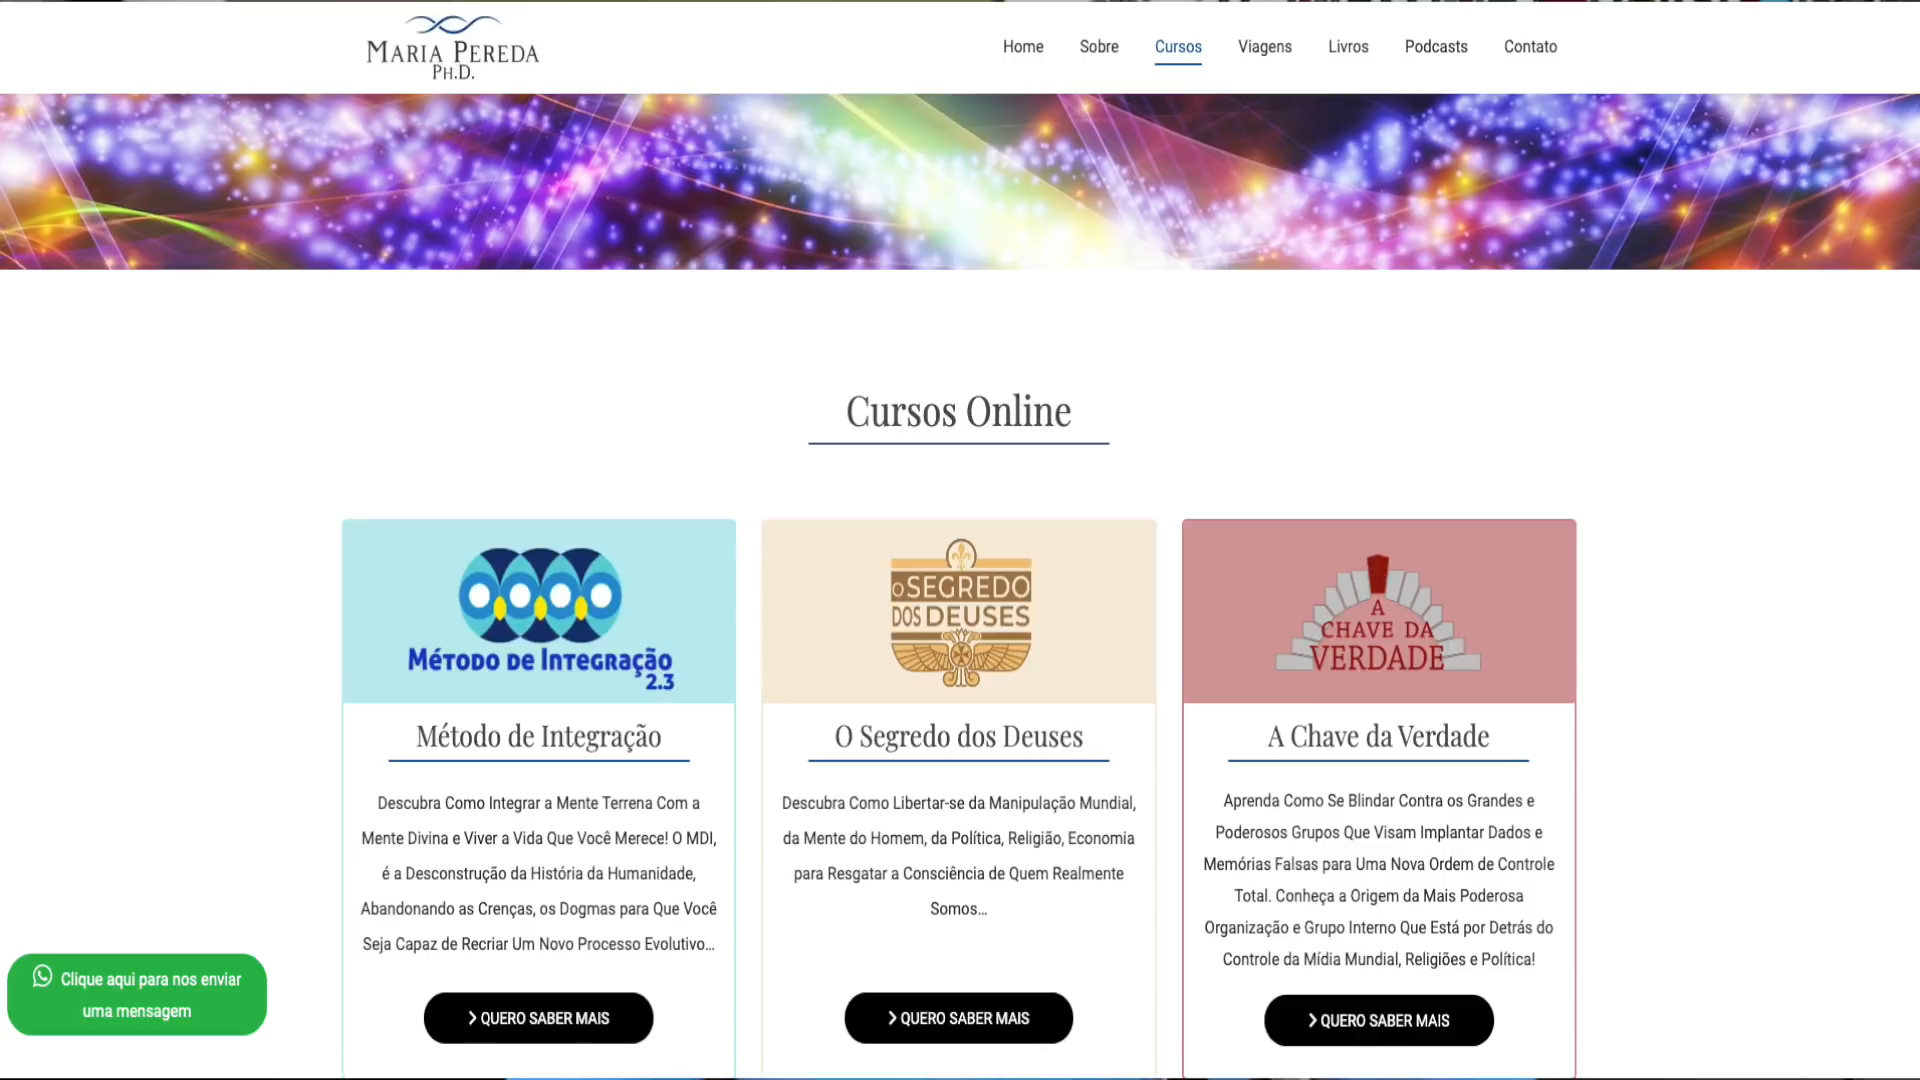 MARIA PEREDA
PH.D.
Home
Sobre
Cursos
Viagens
Livros
Podcasts
Contato
Cursos Online
Método de Integração
2.3
Método de Integração
Descubra Como Integrar a Mente Terrena Com a
Mente Divina e Viver a Vida Que Você Merece! O MDI,
é a Desconstrução da História da Humanidade,
Abandonando as Crenças, os Dogmas para Que Você
Seja Capaz de Recriar Um Novo Processo Evolutivo...
QUERO SABER MAIS
O SEGREDO
DOS DEUSES
O Segredo dos Deuses
Descubra Como Libertar-se da Manipulação Mundial,
da Mente do Homem, da Política, Religião, Economia
para Resgatar a Consciência de Quem Realmente
Somos...
QUERO SABER MAIS
A
CHAVE DA
VERDADE
A Chave da Verdade
Aprenda Como Se Blindar Contra os Grandes e
Poderosos Grupos Que Visam Implantar Dados e
Memórias Falsas para Uma Nova Ordem de Controle
Total. Conheça a Origem da Mais Poderosa
Organização e Grupo Interno Que Está por Detrás do
Controle da Mídia Mundial, Religiões e Política!
QUERO SABER MAIS
Clique aqui para nos enviar
uma mensagem